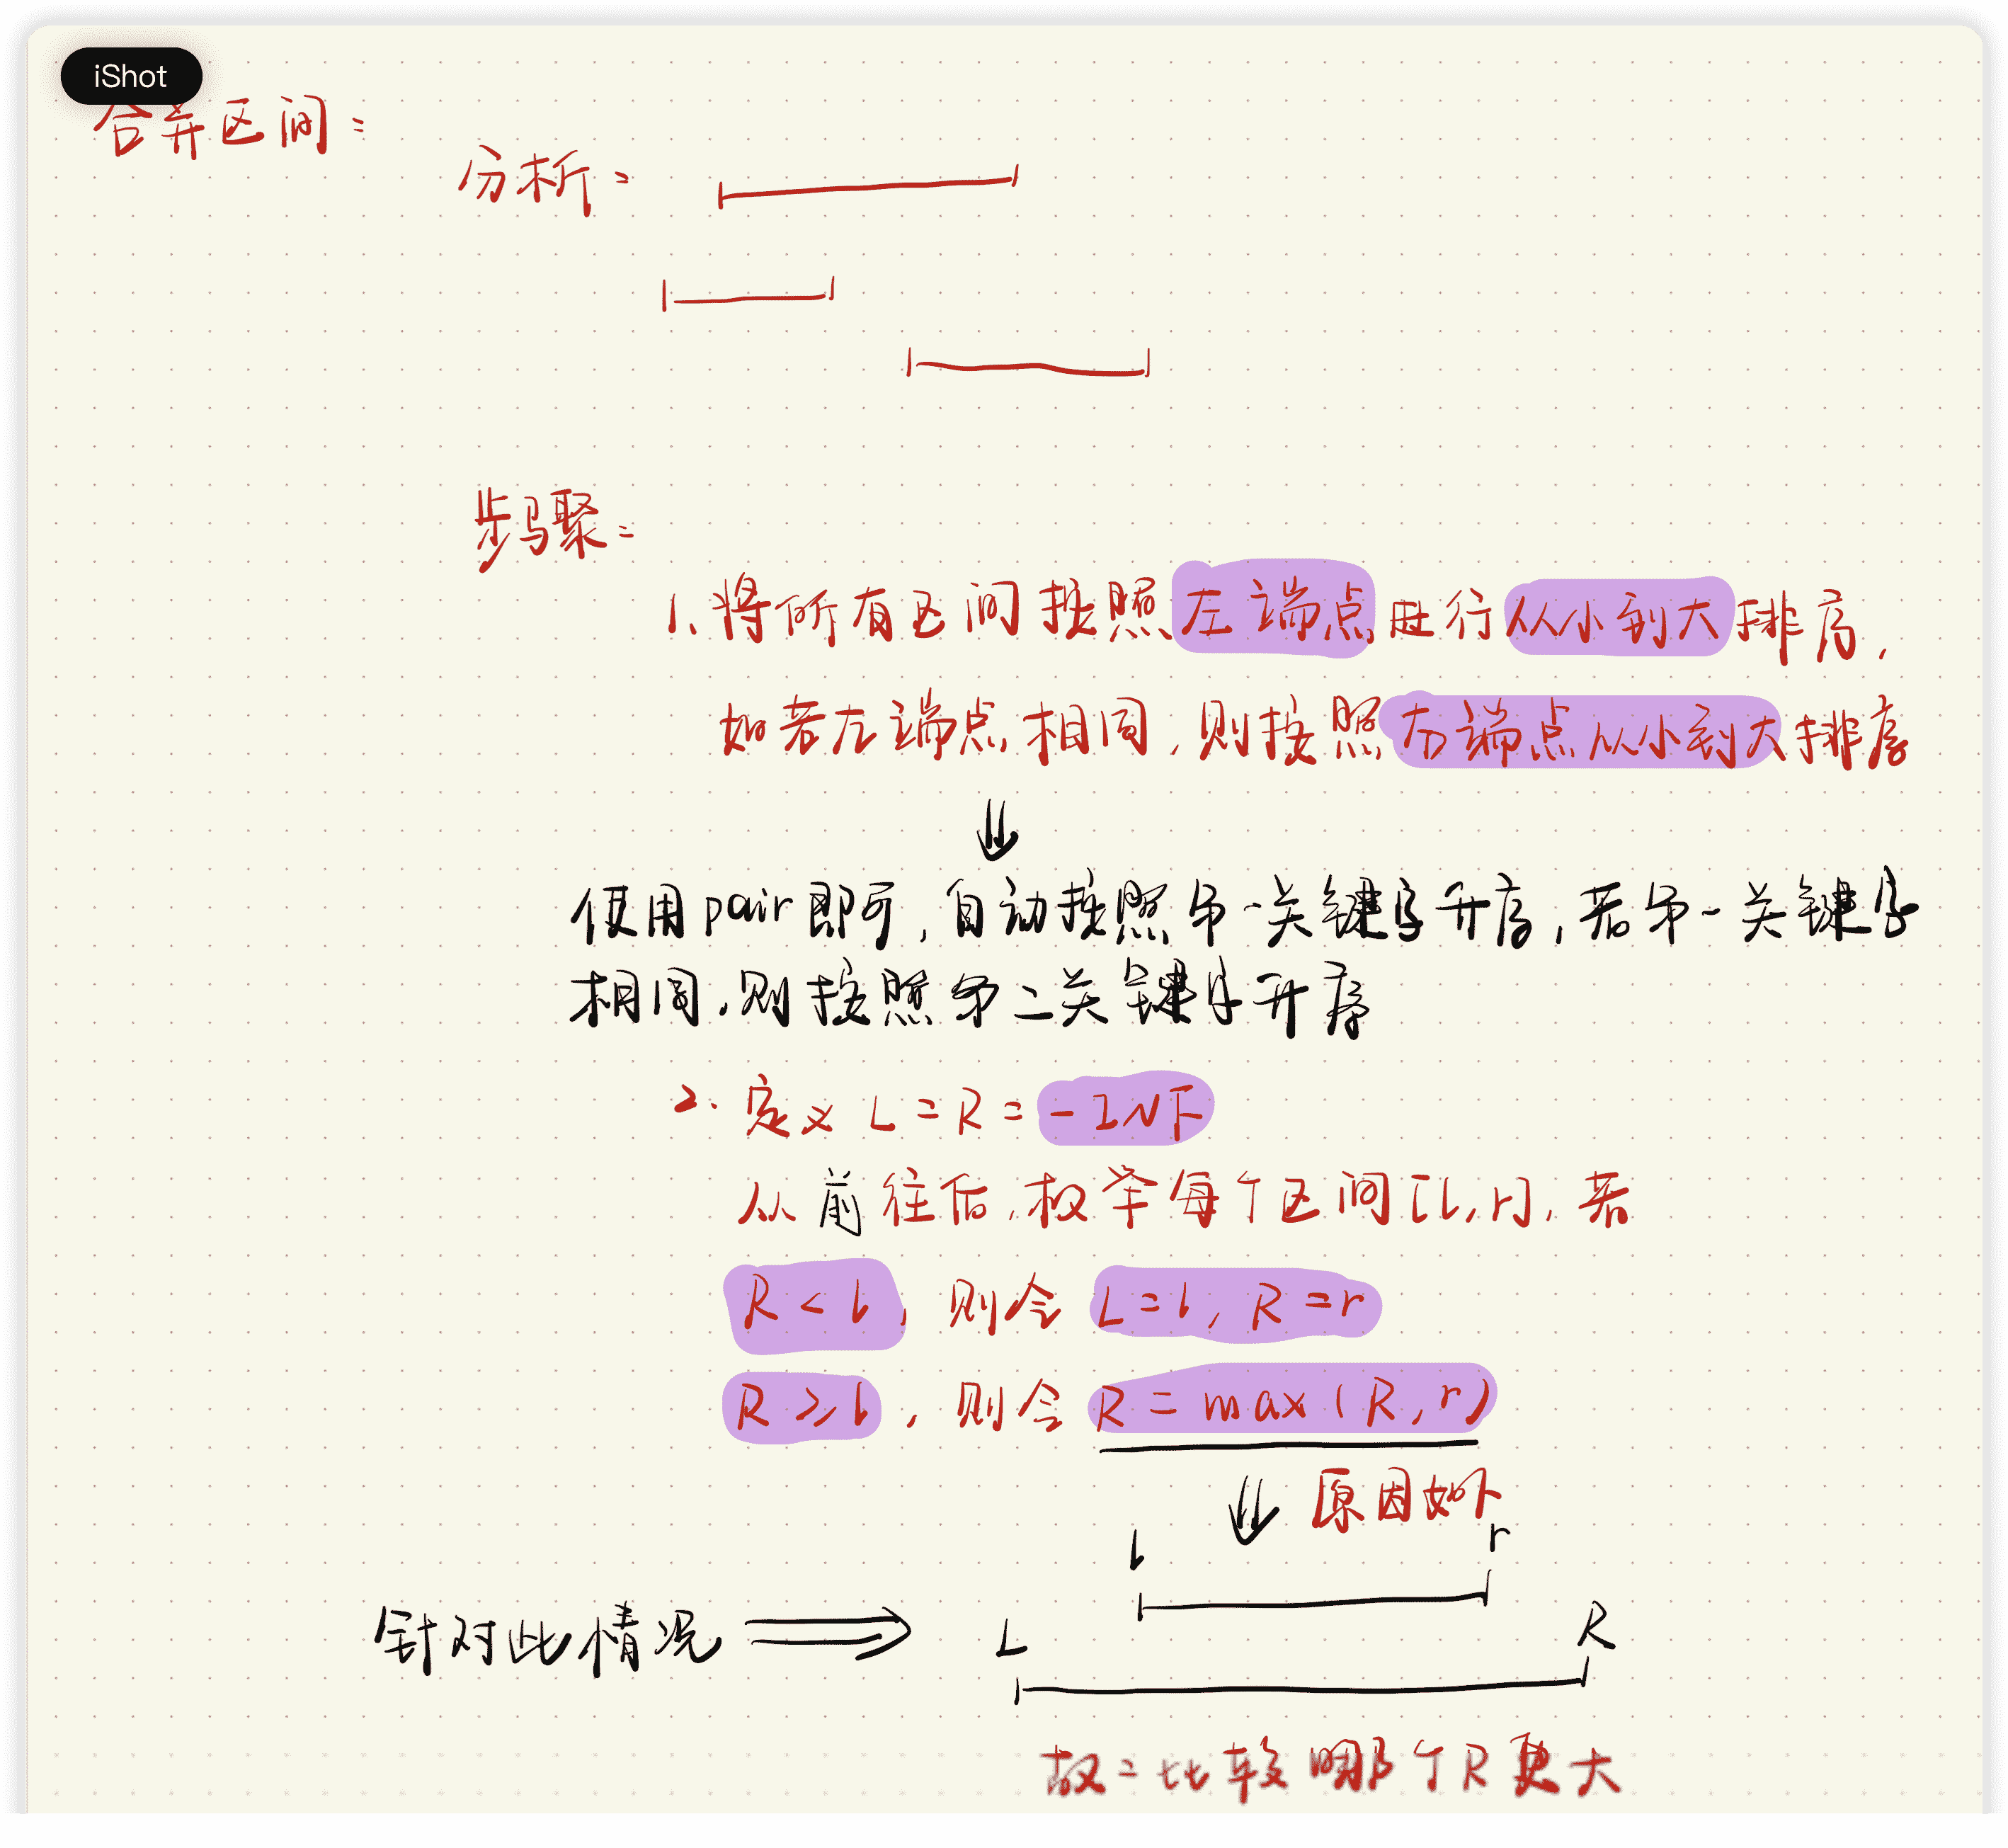 iShot
合并区间:
分析:
步骤:
1、将所有区间按照左端点进行从小到大排序,
如若左端点相同,则按照右端点从小到大排序
⇓
使用pair即可,自动按照第一关键字升序,若第一关键字
相同,则按照第二关键字升序
2. 定义 L=R=-INF
从前往后,枚举每个区间[l,r],若
R<l,则令 L=l,R=r
R≥l,则令 R=max(R,r)
⇓ 原因如下
l r
针对此情况 ⟹ L R
故:比较哪个R更大